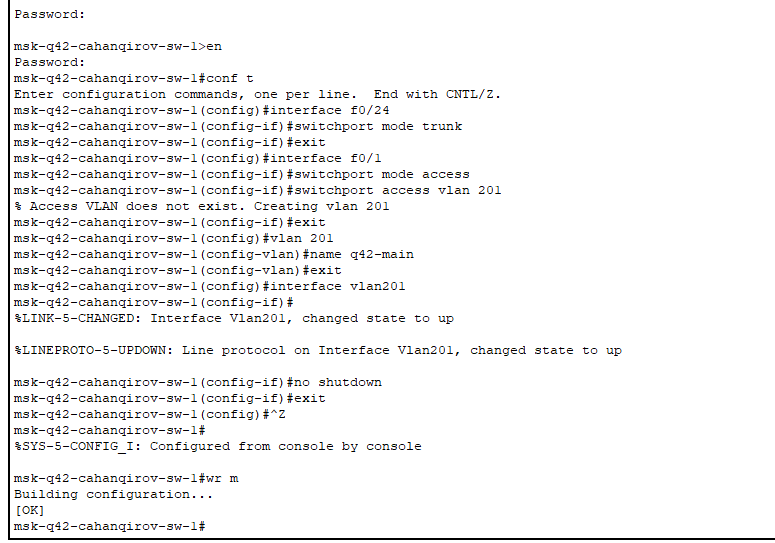 Password:
msk-q42-cahanqirov-sw-1>en
Password:
msk-q42-cahanqirov-sw-1#conf t
Enter configuration commands, one per line.  End with CNTL/Z.
msk-q42-cahanqirov-sw-1(config)#interface f0/24
msk-q42-cahanqirov-sw-1(config-if)#switchport mode trunk
msk-q42-cahanqirov-sw-1(config-if)#exit
msk-q42-cahanqirov-sw-1(config)#interface f0/1
msk-q42-cahanqirov-sw-1(config-if)#switchport mode access
msk-q42-cahanqirov-sw-1(config-if)#switchport access vlan 201
% Access VLAN does not exist. Creating vlan 201
msk-q42-cahanqirov-sw-1(config-if)#exit
msk-q42-cahanqirov-sw-1(config)#vlan 201
msk-q42-cahanqirov-sw-1(config-vlan)#name q42-main
msk-q42-cahanqirov-sw-1(config-vlan)#exit
msk-q42-cahanqirov-sw-1(config)#interface vlan201
msk-q42-cahanqirov-sw-1(config-if)#
%LINK-5-CHANGED: Interface Vlan201, changed state to up
%LINEPROTO-5-UPDOWN: Line protocol on Interface Vlan201, changed state to up
msk-q42-cahanqirov-sw-1(config-if)#no shutdown
msk-q42-cahanqirov-sw-1(config-if)#exit
msk-q42-cahanqirov-sw-1(config)#^Z
msk-q42-cahanqirov-sw-1#
%SYS-5-CONFIG_I: Configured from console by console
msk-q42-cahanqirov-sw-1#wr m
Building configuration...
[OK]
msk-q42-cahanqirov-sw-1#